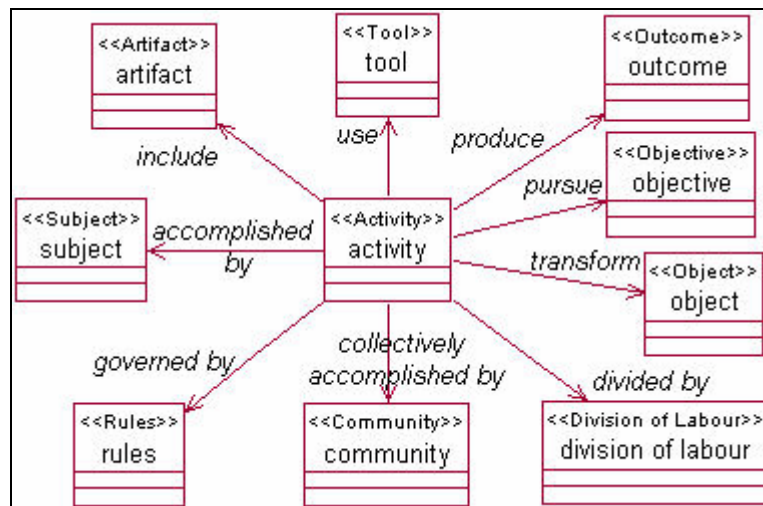 <<Artifact>>
artifact
<<Tool>>
tool
<<Outcome>>
outcome
include
use
produce
<<Objective>>
objective
pursue
<<Subject>>
subject
accomplished
by
<<Activity>>
activity
transform
<<Object>>
object
governed by
collectively
accomplished by
divided by
<<Rules>>
rules
<<Community>>
community
<<Division of Labour>>
division of labour